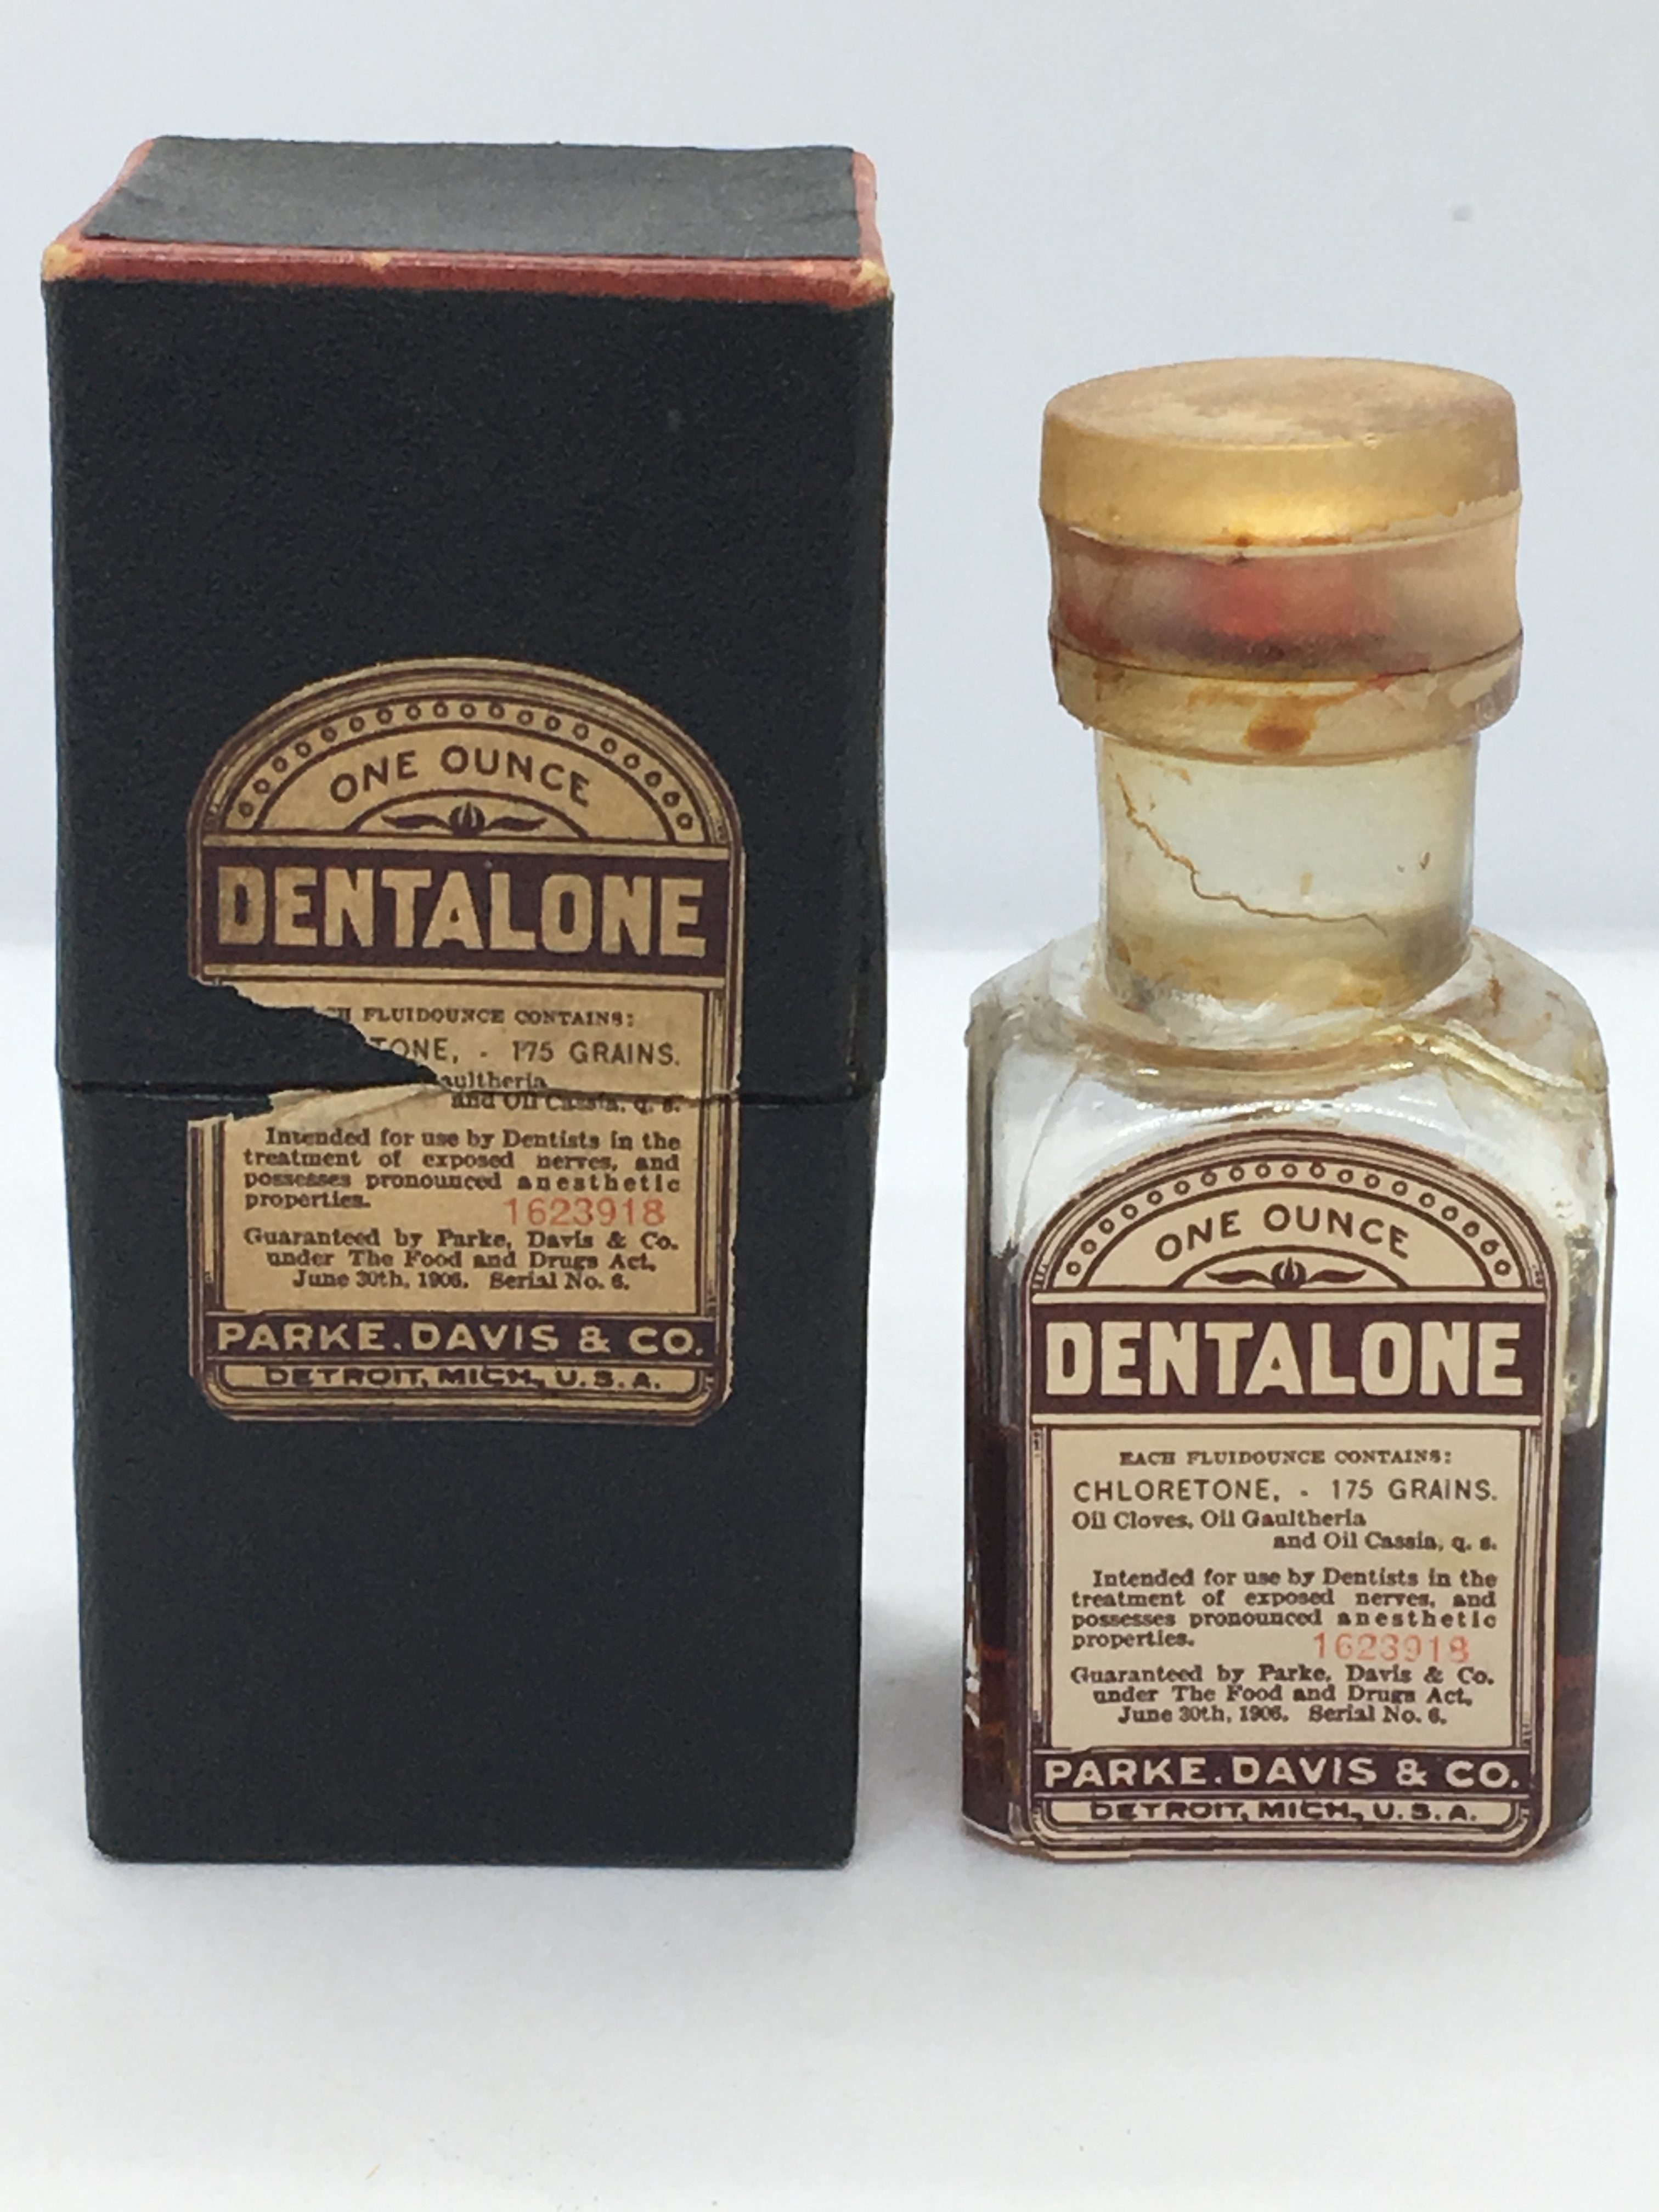 ONE OUNCE
DENTALONE
FLUIDOUNCE CONTAINS:
TONE, - 175 GRAINS.
aultheria
and Oil Cassia, q. s.
Intended for use by Dentists in the
treatment of exposed nerves, and
possesses pronounced anesthetic
properties. 1623918
Guaranteed by Parke, Davis & Co.
under The Food and Drugs Act,
June 30th, 1906. Serial No. 6.
PARKE, DAVIS & CO.
DETROIT, MICH., U.S.A.
ONE OUNCE
DENTALONE
EACH FLUIDOUNCE CONTAINS:
CHLORETONE, - 175 GRAINS.
Oil Cloves, Oil Gaultheria
and Oil Cassia, q. s.
Intended for use by Dentists in the
treatment of exposed nerves, and
possesses pronounced anesthetic
properties. 1623918
Guaranteed by Parke, Davis & Co.
under The Food and Drugs Act,
June 30th, 1906. Serial No. 6.
PARKE, DAVIS & CO.
DETROIT, MICH., U.S.A.